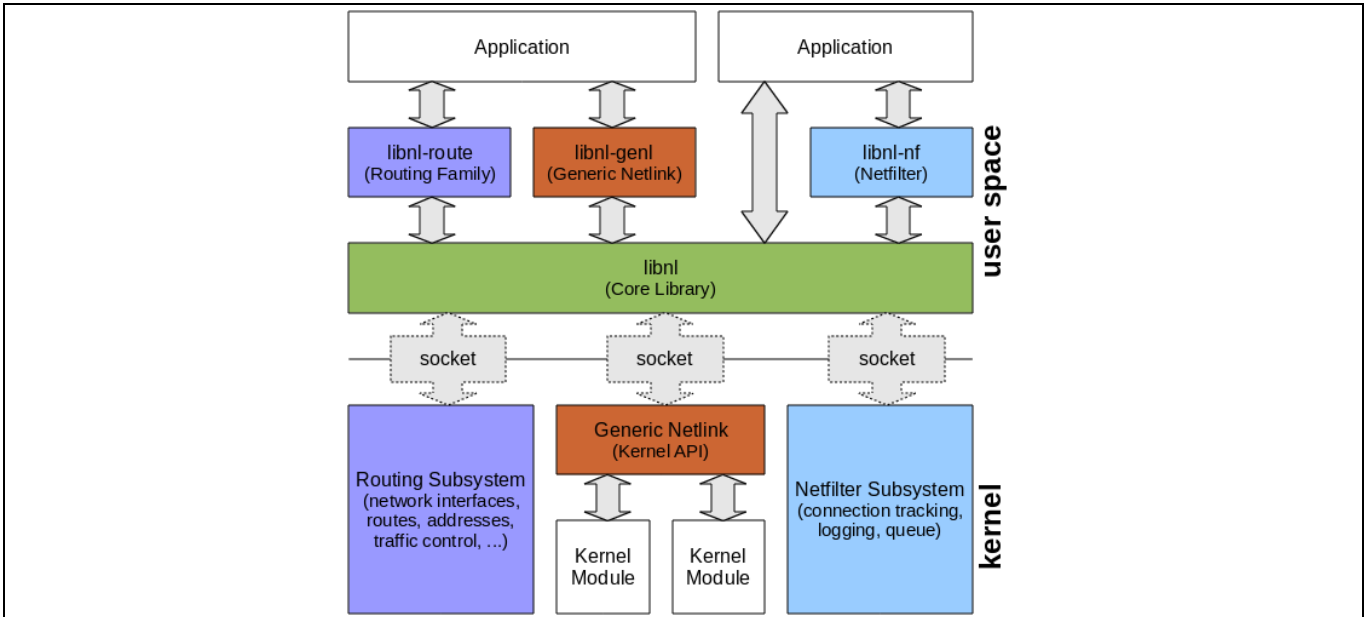 Application
Application
libnl-route
(Routing Family)
libnl-genl
(Generic Netlink)
libnl-nf
(Netfilter)
user space
libnl
(Core Library)
socket
socket
socket
Routing Subsystem
(network interfaces,
routes, addresses,
traffic control, ...)
Generic Netlink
(Kernel API)
Kernel
Module
Kernel
Module
Netfilter Subsystem
(connection tracking,
logging, queue)
kernel